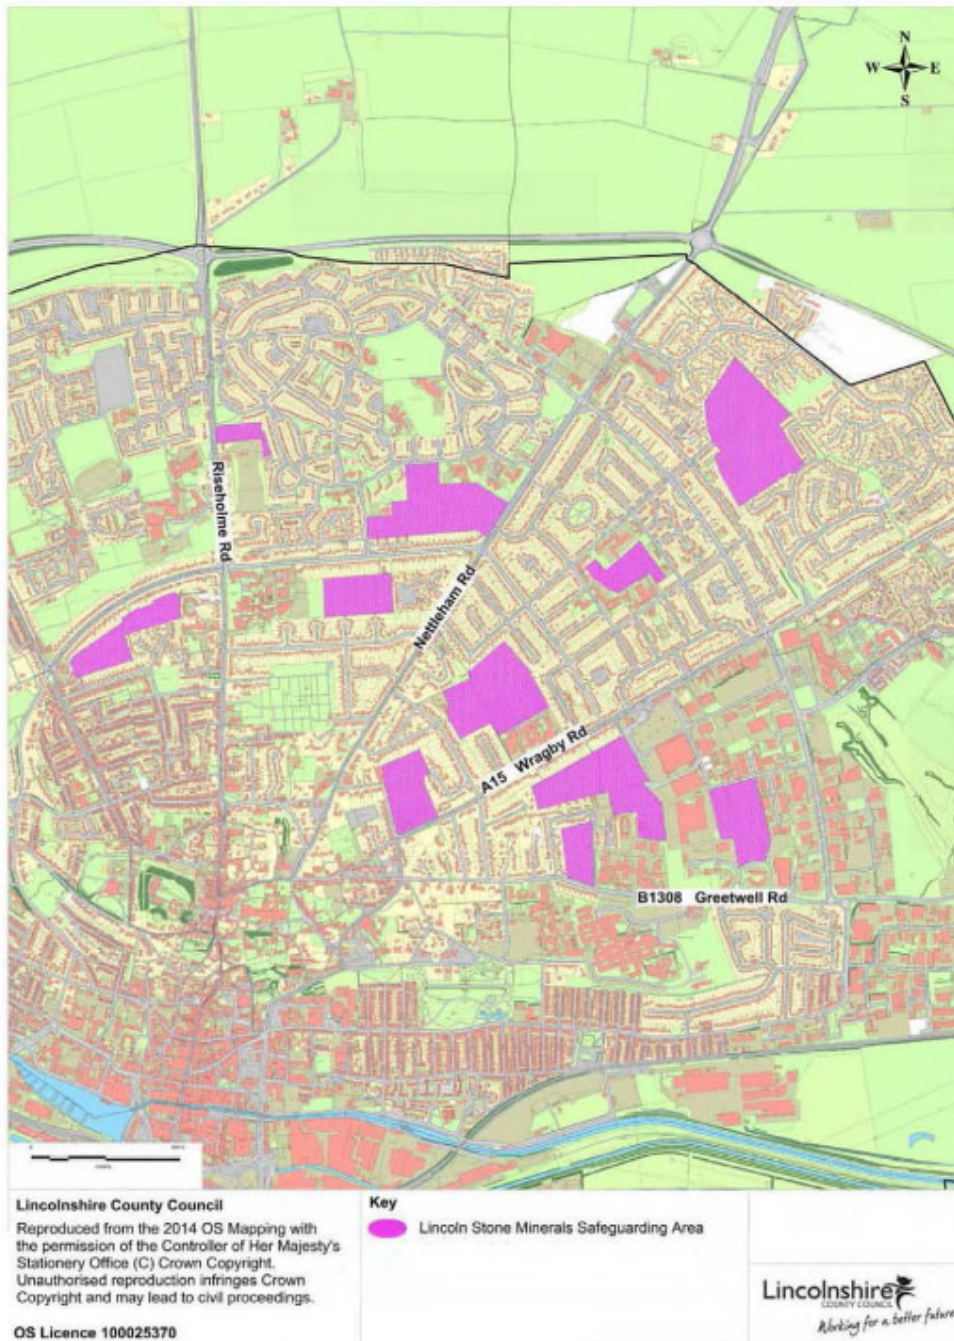 N
W E
S
Riseholme Rd
Nettleham Rd
A15 Wragby Rd
B1308 Greetwell Rd
Lincolnshire County Council
Reproduced from the 2014 OS Mapping with
the permission of the Controller of Her Majesty's
Stationery Office (C) Crown Copyright.
Unauthorised reproduction infringes Crown
Copyright and may lead to civil proceedings.
OS Licence 100025370
Key
Lincoln Stone Minerals Safeguarding Area
Lincolnshire
COUNTY COUNCIL
Working for a better future